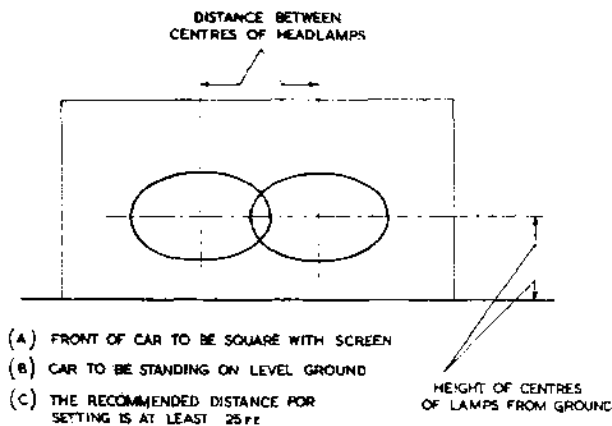 DISTANCE BETWEEN
CENTRES OF HEADLAMPS
(A) FRONT OF CAR TO BE SQUARE WITH SCREEN
(B) CAR TO BE STANDING ON LEVEL GROUND
(C) THE RECOMMENDED DISTANCE FOR
SETTING IS AT LEAST 25 FT
HEIGHT OF CENTRES
OF LAMPS FROM GROUND